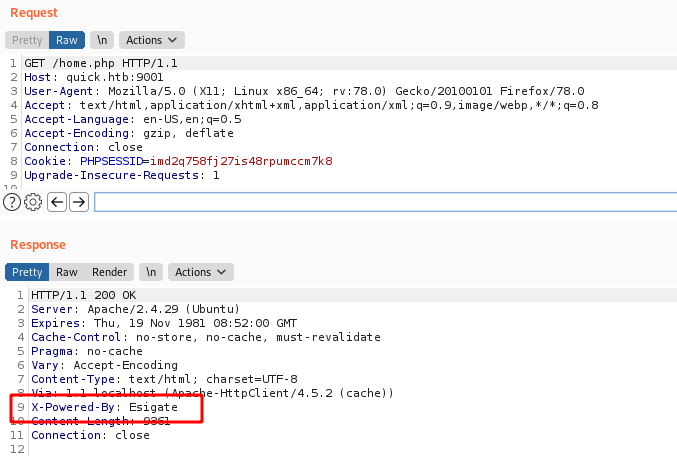 Request
Pretty Raw \n Actions
1 GET /home.php HTTP/1.1
2 Host: quick.htb:9001
3 User-Agent: Mozilla/5.0 (X11; Linux x86_64; rv:78.0) Gecko/20100101 Firefox/78.0
4 Accept: text/html,application/xhtml+xml,application/xml;q=0.9,image/webp,*/*;q=0.8
5 Accept-Language: en-US,en;q=0.5
6 Accept-Encoding: gzip, deflate
7 Connection: close
8 Cookie: PHPSESSID=imd2q758fj27is48rpumccm7k8
9 Upgrade-Insecure-Requests: 1
10
Response
Pretty Raw Render \n Actions
1 HTTP/1.1 200 OK
2 Server: Apache/2.4.29 (Ubuntu)
3 Expires: Thu, 19 Nov 1981 08:52:00 GMT
4 Cache-Control: no-store, no-cache, must-revalidate
5 Pragma: no-cache
6 Vary: Accept-Encoding
7 Content-Type: text/html; charset=UTF-8
8 Via: 1.1 localhost (Apache-HttpClient/4.5.2 (cache))
9 X-Powered-By: Esigate
10 Content-Length: 9361
11 Connection: close
12